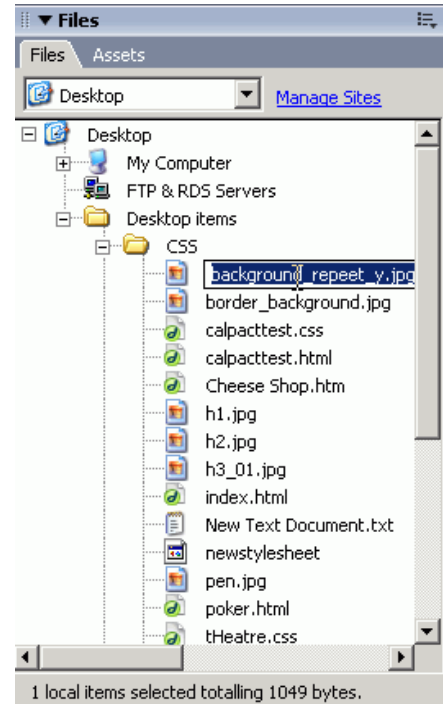 Files
Files Assets
Desktop Manage Sites
Desktop
My Computer
FTP & RDS Servers
Desktop items
CSS
background_repeet_y.jpg
border_background.jpg
calpacttest.css
calpacttest.html
Cheese Shop.htm
h1.jpg
h2.jpg
h3_01.jpg
index.html
New Text Document.txt
newstylesheet
pen.jpg
poker.html
tHeatre.css
1 local items selected totalling 1049 bytes.